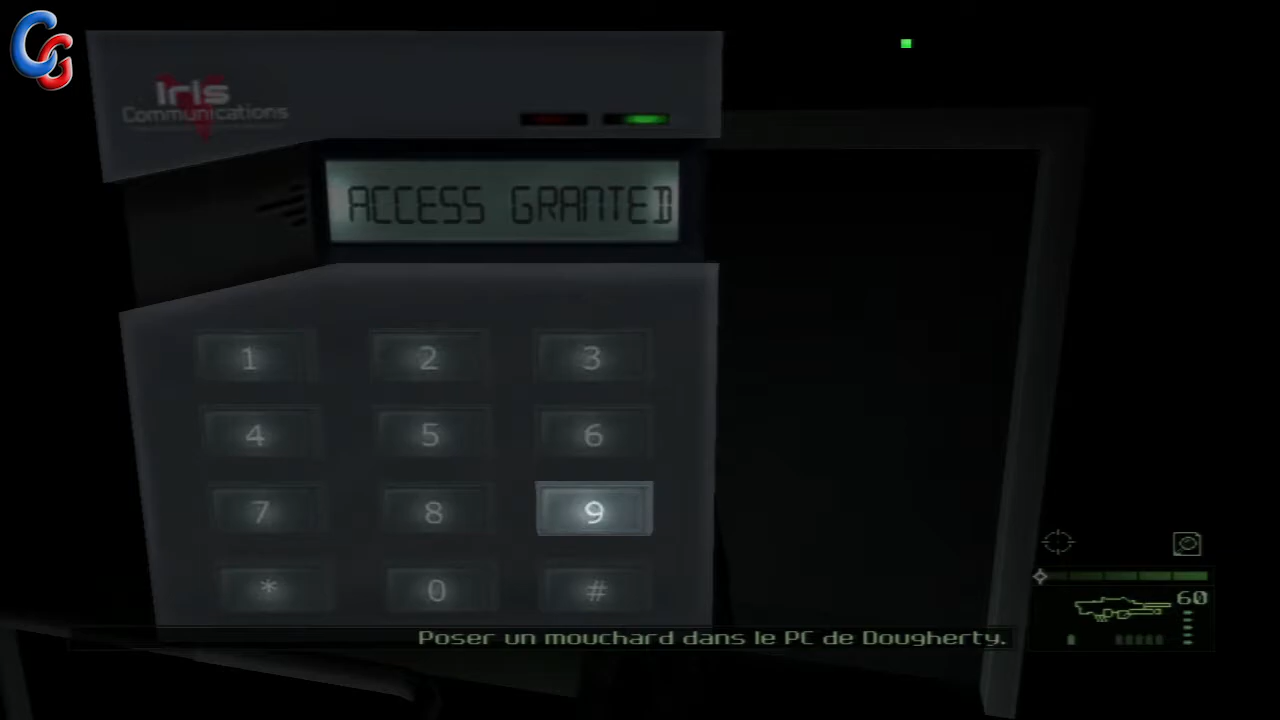 Iris
Communications
ACCESS GRANTED
1 2 3
4 5 6
7 8 9
* 0 #
60
Poser un mouchard dans le PC de Dougherty.